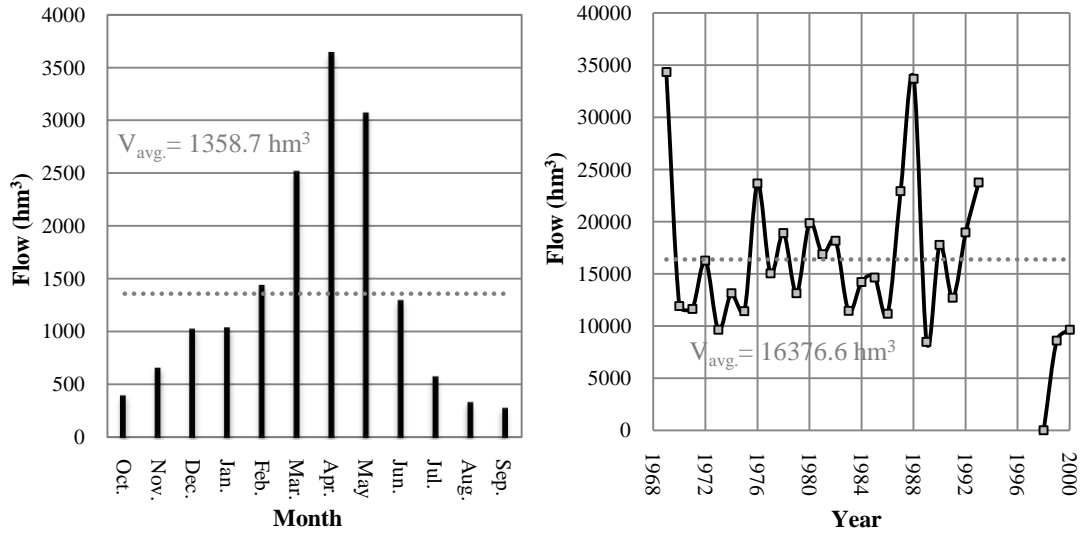 4000
3500
3000
2500
2000
1500
1000
500
0
Flow (hm³)
V_avg.= 1358.7 hm³
Oct.
Nov.
Dec.
Jan.
Feb.
Mar.
Apr.
May
Jun.
Jul.
Aug.
Sep.
Month
40000
35000
30000
25000
20000
15000
10000
5000
0
Flow (hm³)
V_avg.= 16376.6 hm³
1968
1972
1976
1980
1984
1988
1992
1996
2000
Year